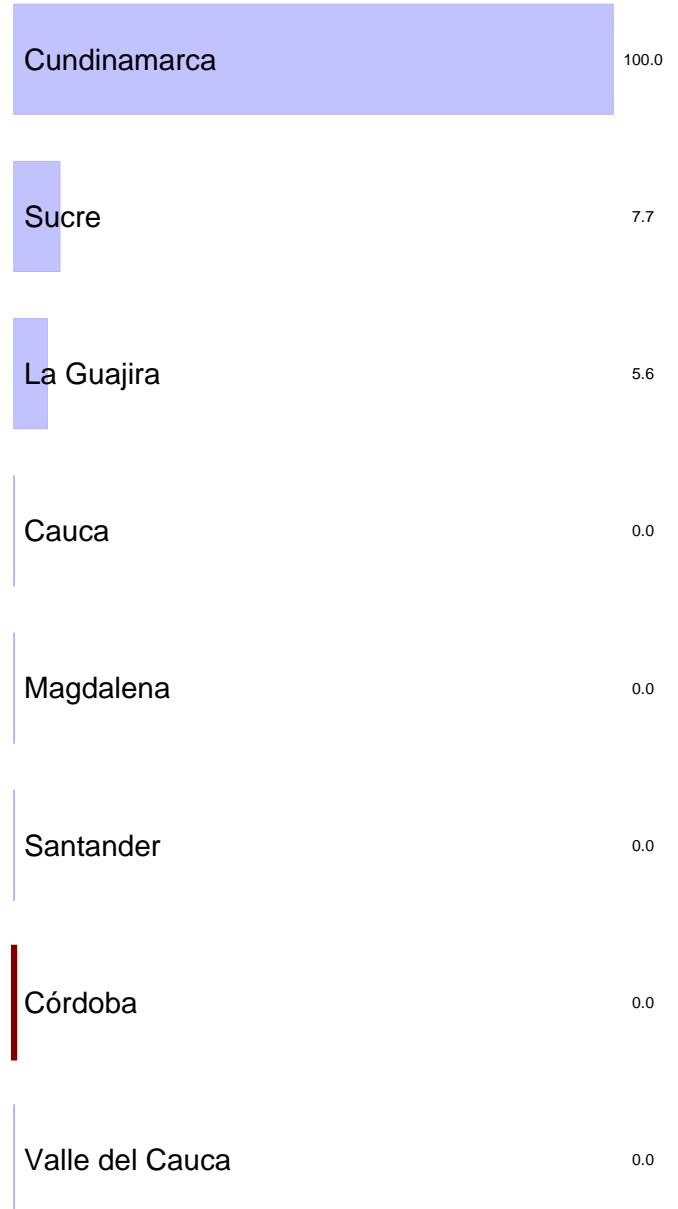 Cundinamarca 100.0
Sucre 7.7
La Guajira 5.6
Cauca 0.0
Magdalena 0.0
Santander 0.0
Córdoba 0.0
Valle del Cauca 0.0